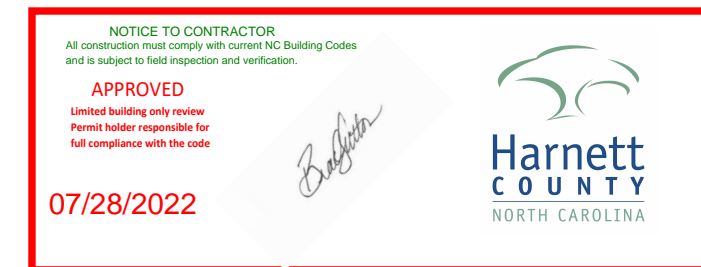 NOTICE TO CONTRACTOR
All construction must comply with current NC Building Codes
and is subject to field inspection and verification.
APPROVED
Limited building only review
Permit holder responsible for
full compliance with the code
07/28/2022
Brad Sutton
Harnett
COUNTY
NORTH CAROLINA